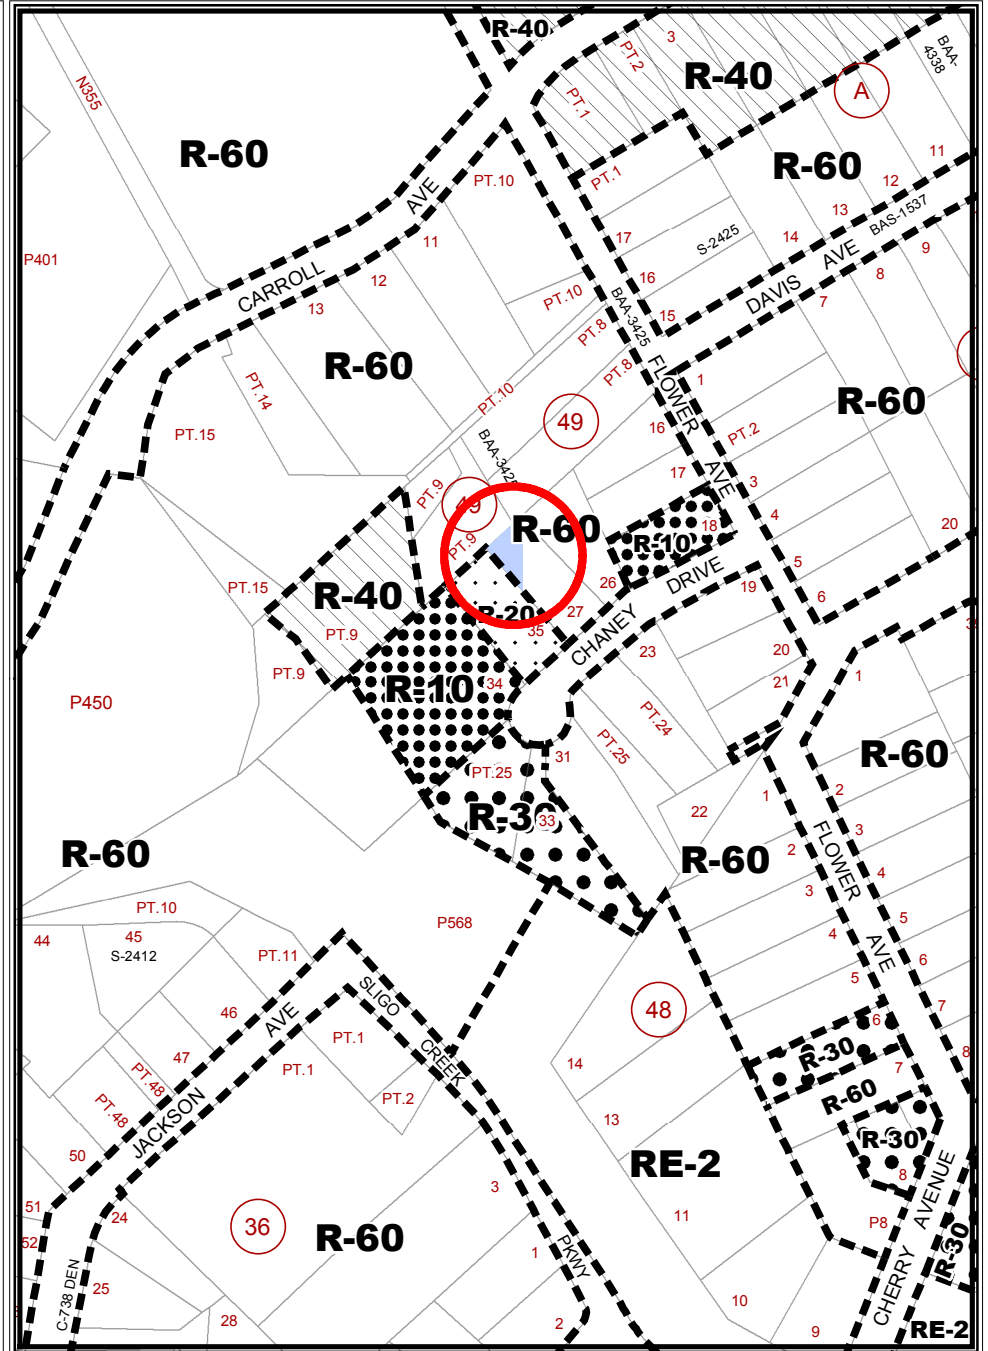 R-40
3
PT.2
R-40
BAA-
4338
N355
A
PT.1
R-60
R-60
11
PT.10
PT.1
12
AVE
13
BAS-1537
17
S-2425
14
11
AVE
9
P401
CARROLL
12
16
8
13
PT.10
DAVIS
7
BAA-3425
15
PT.8
R-60
PT.8
FLOWER
1
PT.14
PT.10
R-60
49
PT.15
16
PT.2
BAA-3425
17
AVE
3
PT.9
49
4
R-60
18
20
PT.9
R-10
5
PT.15
R-40
26
DRIVE
19
6
R-20
27
PT.9
35
CHANEY
23
20
PT.9
34
21
1
R-10
P450
PT.24
PT.25
31
R-60
PT.25
2
22
1
R-30
33
3
R-60
R-60
2
FLOWER
4
3
PT.10
5
P568
4
44
45
AVE
S-2412
PT.11
6
5
SLIGO
46
AVE
48
7
6
PT.1
R-30
47
CREEK
8
PT.1
14
7
PT.48
R-60
PT.2
PT.48
13
JACKSON
R-30
50
RE-2
8
3
AVENUE
51
11
24
P8
36
R-60
52
1
R-30
PKWY
25
C-738 DEN
CHERRY
10
28
2
9
RE-2